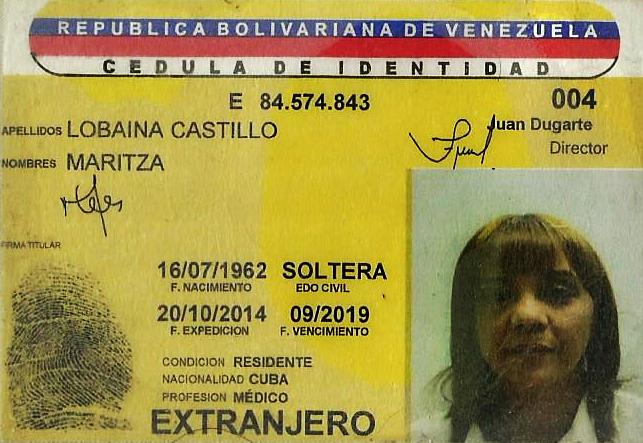 REPUBLICA BOLIVARIANA DE VENEZUELA
CEDULA DE IDENTIDAD
E 84.574.843
004
APELLIDOS LOBAINA CASTILLO
Juan Dugarte
Director
NOMBRES MARITZA
FIRMA TITULAR
16/07/1962 SOLTERA
F. NACIMIENTO EDO CIVIL
20/10/2014 09/2019
F. EXPEDICION F. VENCIMIENTO
CONDICION RESIDENTE
NACIONALIDAD CUBA
PROFESION MÉDICO
EXTRANJERO